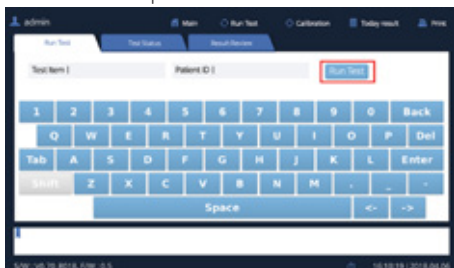 admin Main Run Test Calibration Today result Print
Run Test Test Status Result Review
Test Item | Patient ID | Run Test
1 2 3 4 5 6 7 8 9 0 Back
Q W E R T Y U I O P Del
Tab A S D F G H J K L Enter
Shift Z X C V B N M . _ -
Space <- ->